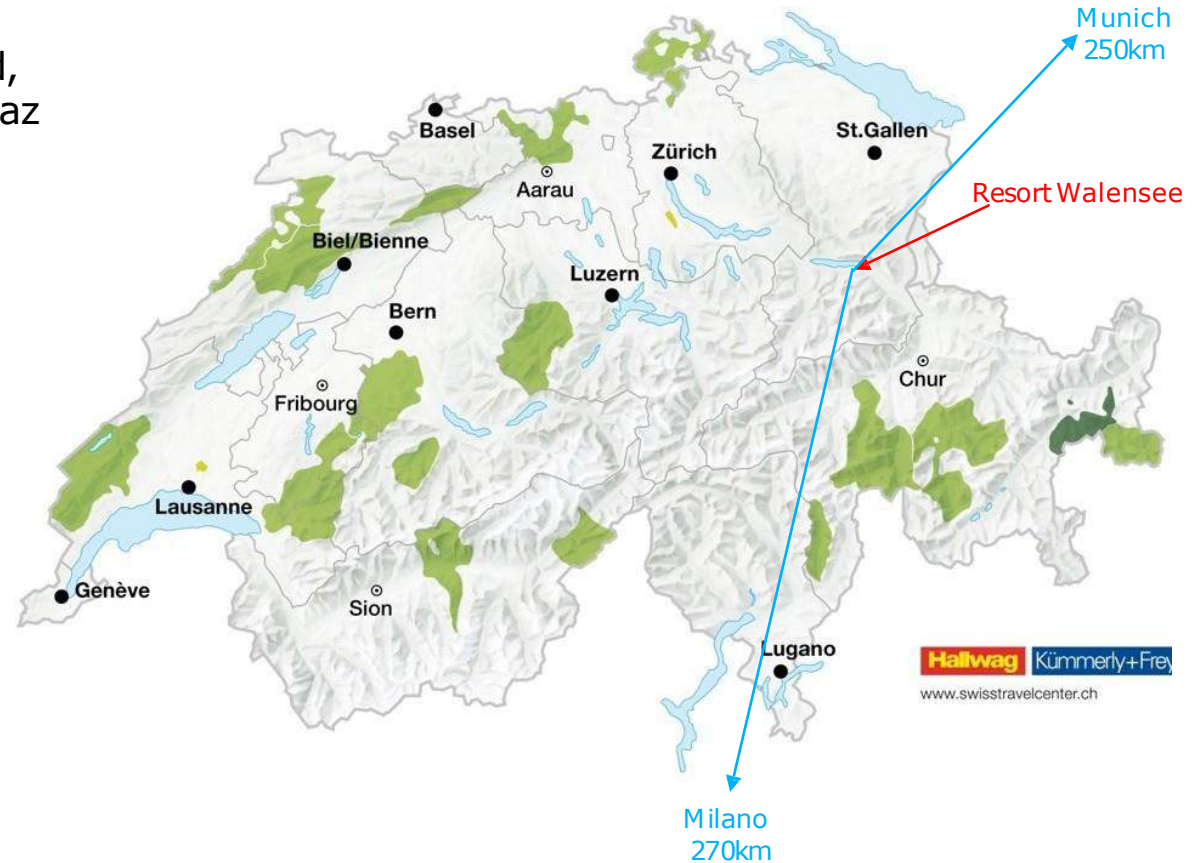 Munich
250km
d,
az
Basel
St.Gallen
Zürich
Aarau
Resort Walensee
Biel/Bienne
Luzern
Bern
Chur
Fribourg
Lausanne
Genève
Sion
Lugano
Hallwag Kümmerly+Frey
www.swisstravelcenter.ch
Milano
270km